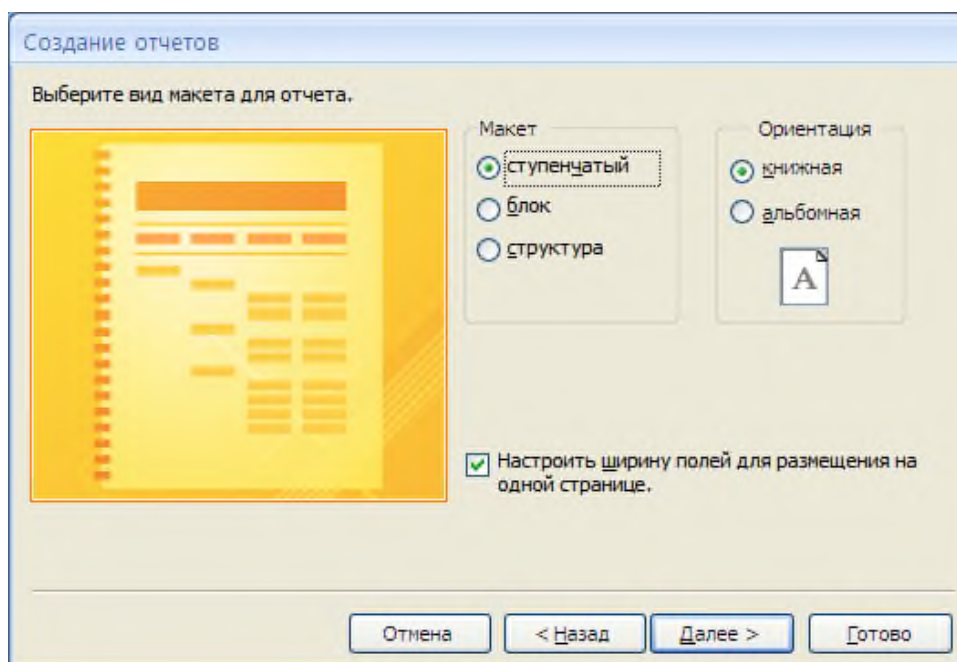 Создание отчетов
Выберите вид макета для отчета.
Макет
ступенчатый
блок
структура
Ориентация
книжная
альбомная
A
Настроить ширину полей для размещения на
одной странице.
Отмена
< Назад
Далее >
Готово